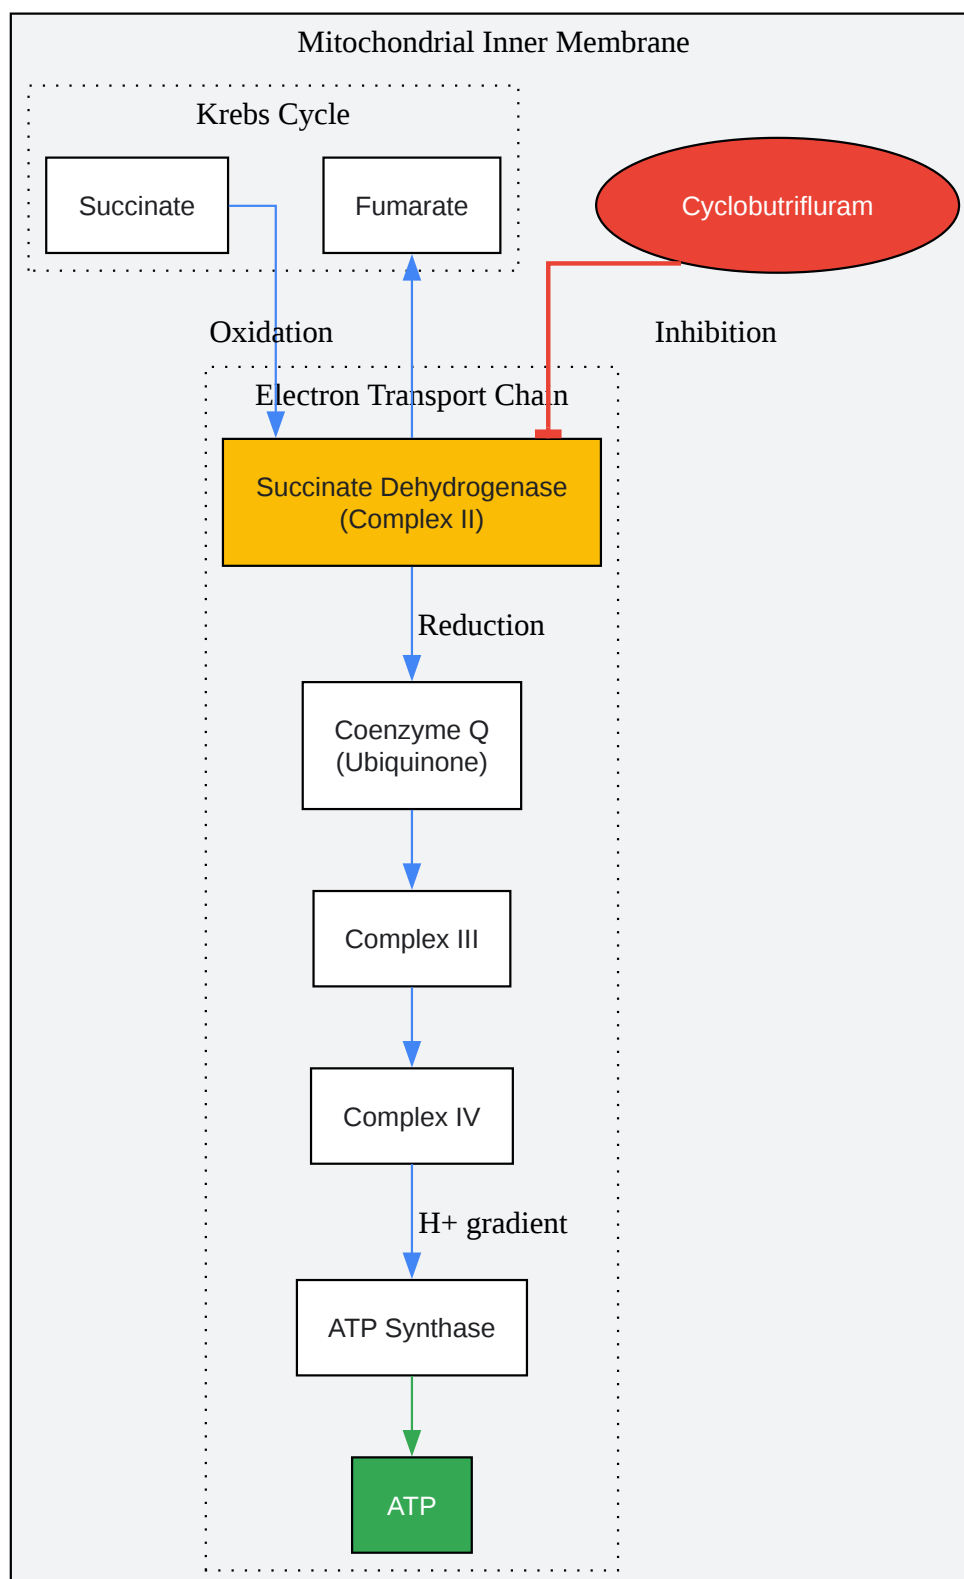 Mitochondrial Inner Membrane
Krebs Cycle
Succinate
Fumarate
Cyclobutrifluram
Oxidation
Inhibition
Electron Transport Chain
Succinate Dehydrogenase
(Complex II)
Reduction
Coenzyme Q
(Ubiquinone)
Complex III
Complex IV
H+ gradient
ATP Synthase
ATP